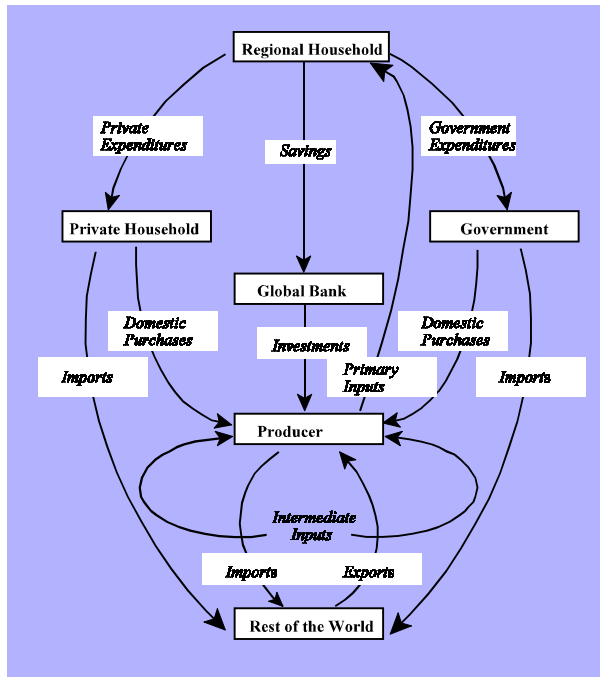 Regional Household
Private
Expenditures
Savings
Government
Expenditures
Private Household
Government
Global Bank
Domestic
Purchases
Investments
Domestic
Purchases
Imports
Primary
Inputs
Imports
Producer
Intermediate
Inputs
Imports
Exports
Rest of the World